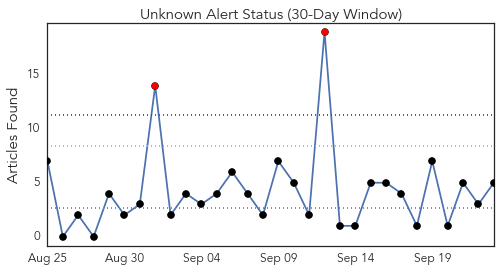 Unknown Alert Status (30-Day Window)
Articles Found
15
10
5
0
Aug 25 Aug 30 Sep 04 Sep 09 Sep 14 Sep 19